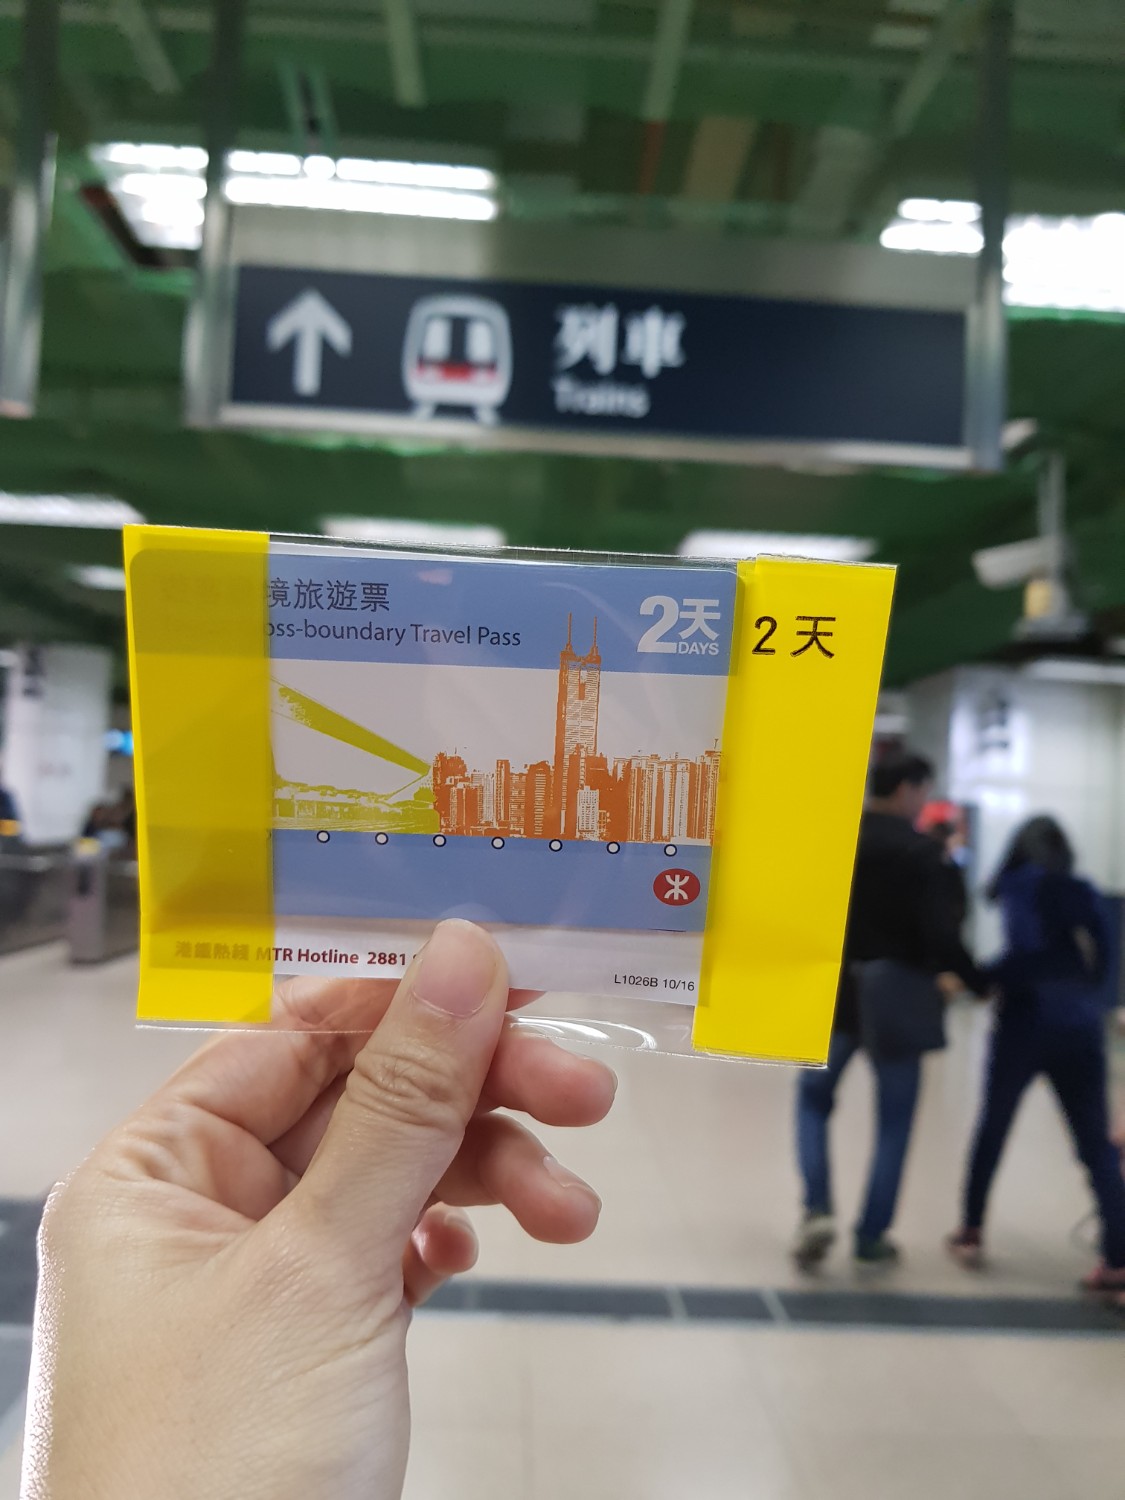 列車
Trains
境旅遊票
oss-boundary Travel Pass
2天
DAYS
2 天
港鐵熱綫 MTR Hotline 2881
L1026B 10/16